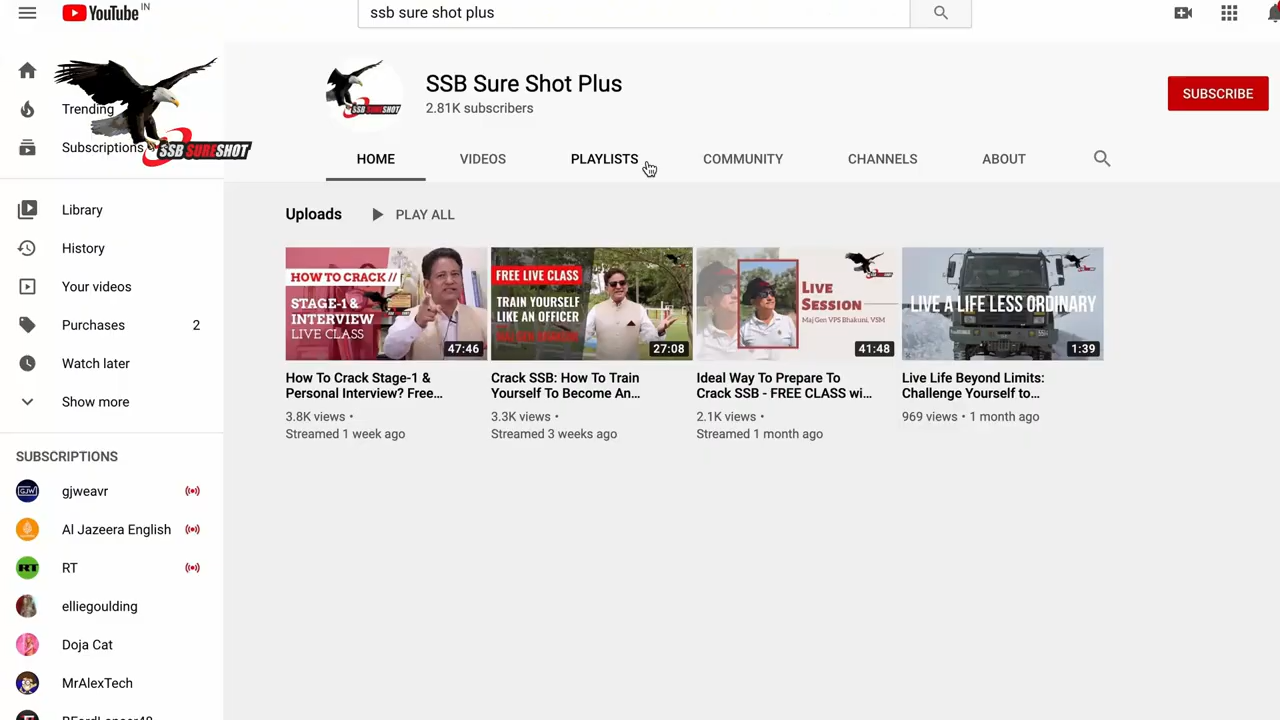 YouTube IN
ssb sure shot plus
Trending
Subscriptions
SSB SURESHOT
SSB SURESHOT
SSB Sure Shot Plus
2.81K subscribers
SUBSCRIBE
HOME
VIDEOS
PLAYLISTS
COMMUNITY
CHANNELS
ABOUT
Library
History
Your videos
Purchases 2
Watch later
Show more
SUBSCRIPTIONS
gjweavr
Al Jazeera English
RT
elliegoulding
Doja Cat
MrAlexTech
Uploads
PLAY ALL
HOW TO CRACK //
STAGE-1 &
INTERVIEW
LIVE CLASS
47:46
How To Crack Stage-1 &
Personal Interview? Free...
3.8K views •
Streamed 1 week ago
FREE LIVE CLASS
TRAIN YOURSELF
LIKE AN OFFICER
27:08
Crack SSB: How To Train
Yourself To Become An...
3.3K views •
Streamed 3 weeks ago
LIVE
SESSION
Maj Gen VPS Bhakuni, VSM
41:48
Ideal Way To Prepare To
Crack SSB - FREE CLASS wi...
2.1K views •
Streamed 1 month ago
LIVE A LIFE LESS ORDINARY
1:39
Live Life Beyond Limits:
Challenge Yourself to...
969 views • 1 month ago